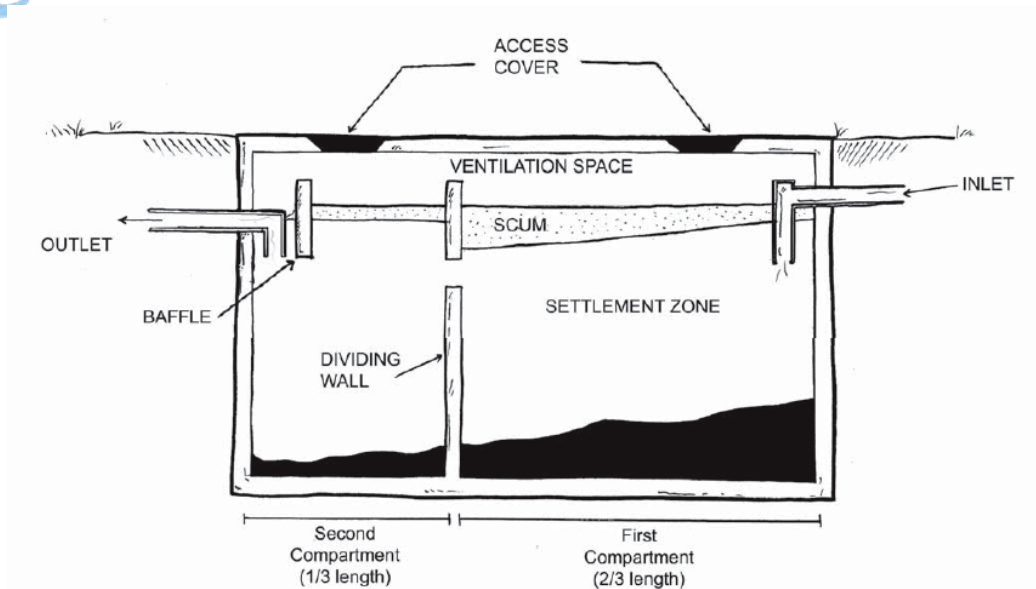 ACCESS
COVER
VENTILATION SPACE
INLET
SCUM
OUTLET
BAFFLE
SETTLEMENT ZONE
DIVIDING
WALL
Second
Compartment
(1/3 length)
First
Compartment
(2/3 length)